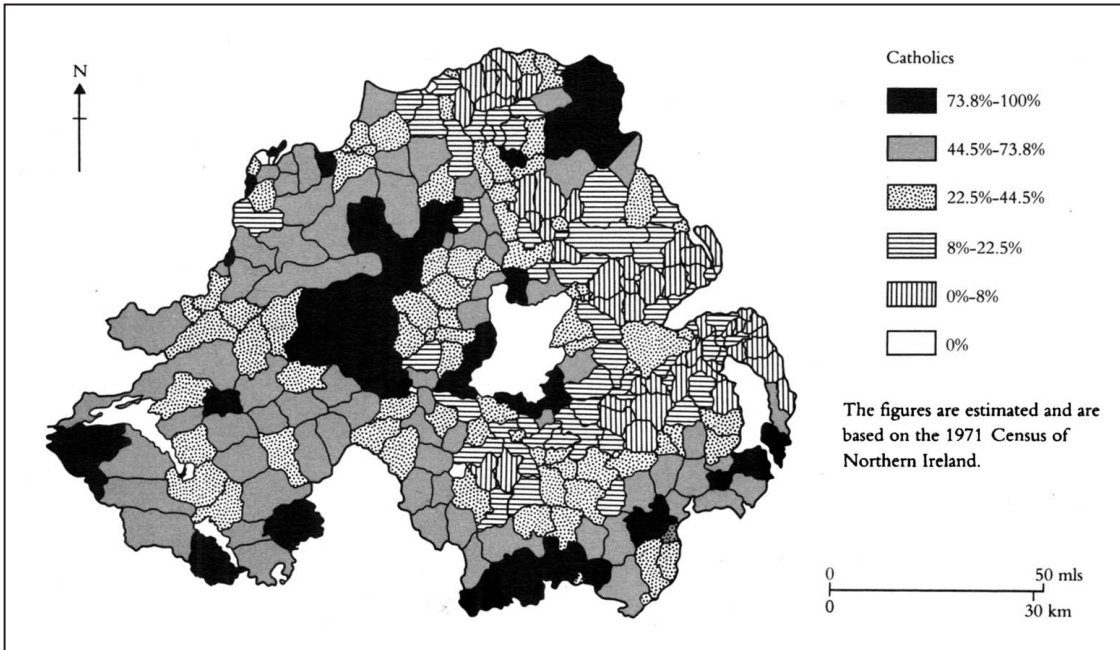 N
Catholics
73.8%–100%
44.5%–73.8%
22.5%–44.5%
8%–22.5%
0%–8%
0%
The figures are estimated and are
based on the 1971 Census of
Northern Ireland.
0 50 mls
0 30 km